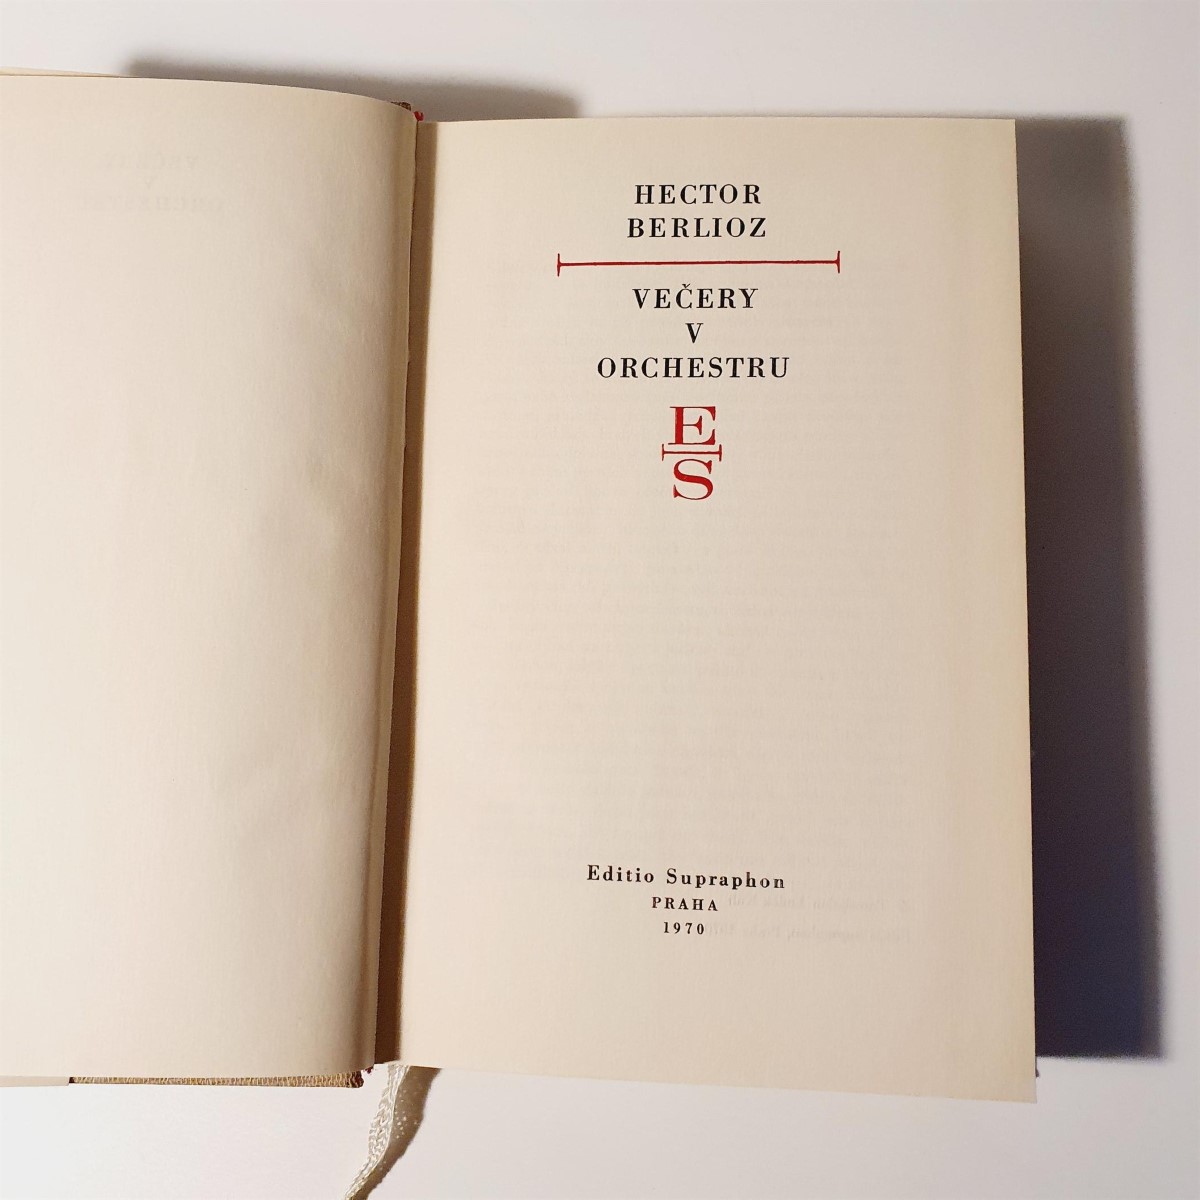 HECTOR
BERLIOZ
VEČERY
V
ORCHESTRU
E
S
Editio Supraphon
PRAHA
1970